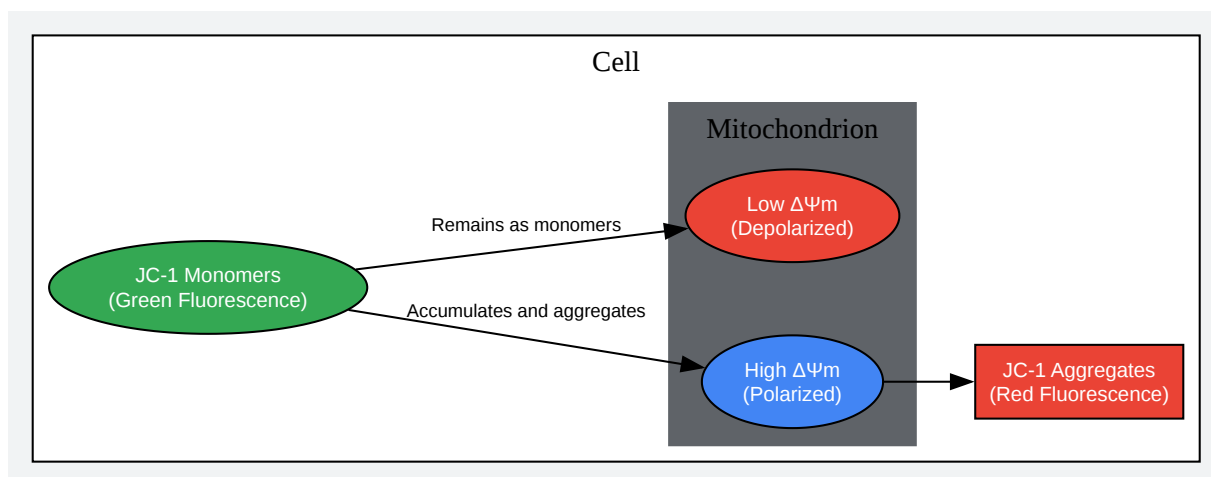 Cell
Mitochondrion
Low ΔΨm
(Depolarized)
Remains as monomers
JC-1 Monomers
(Green Fluorescence)
Accumulates and aggregates
High ΔΨm
(Polarized)
JC-1 Aggregates
(Red Fluorescence)